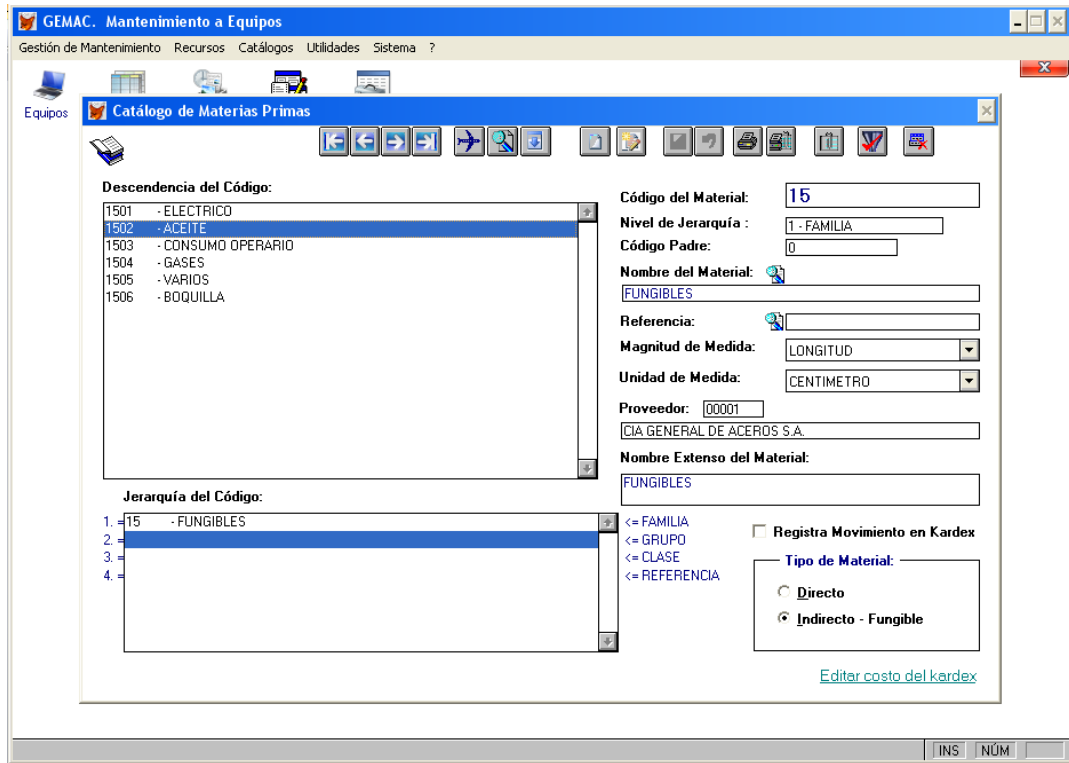 GEMAC. Mantenimiento a Equipos
Gestión de Mantenimiento Recursos Catálogos Utilidades Sistema ?
Equipos
Catálogo de Materias Primas
Descendencia del Código:
1501 - ELECTRICO
1502 - ACEITE
1503 - CONSUMO OPERARIO
1504 - GASES
1505 - VARIOS
1506 - BOQUILLA
Código del Material: 15
Nivel de Jerarquía : 1 - FAMILIA
Código Padre: 0
Nombre del Material:
FUNGIBLES
Referencia:
Magnitud de Medida: LONGITUD
Unidad de Medida: CENTIMETRO
Proveedor: 00001
CIA GENERAL DE ACEROS S.A.
Nombre Extenso del Material:
FUNGIBLES
Jerarquía del Código:
1. = 15 - FUNGIBLES <= FAMILIA
2. = <= GRUPO
3. = <= CLASE
4. = <= REFERENCIA
Registra Movimiento en Kardex
Tipo de Material:
Directo
Indirecto - Fungible
Editar costo del kardex
INS NÚM